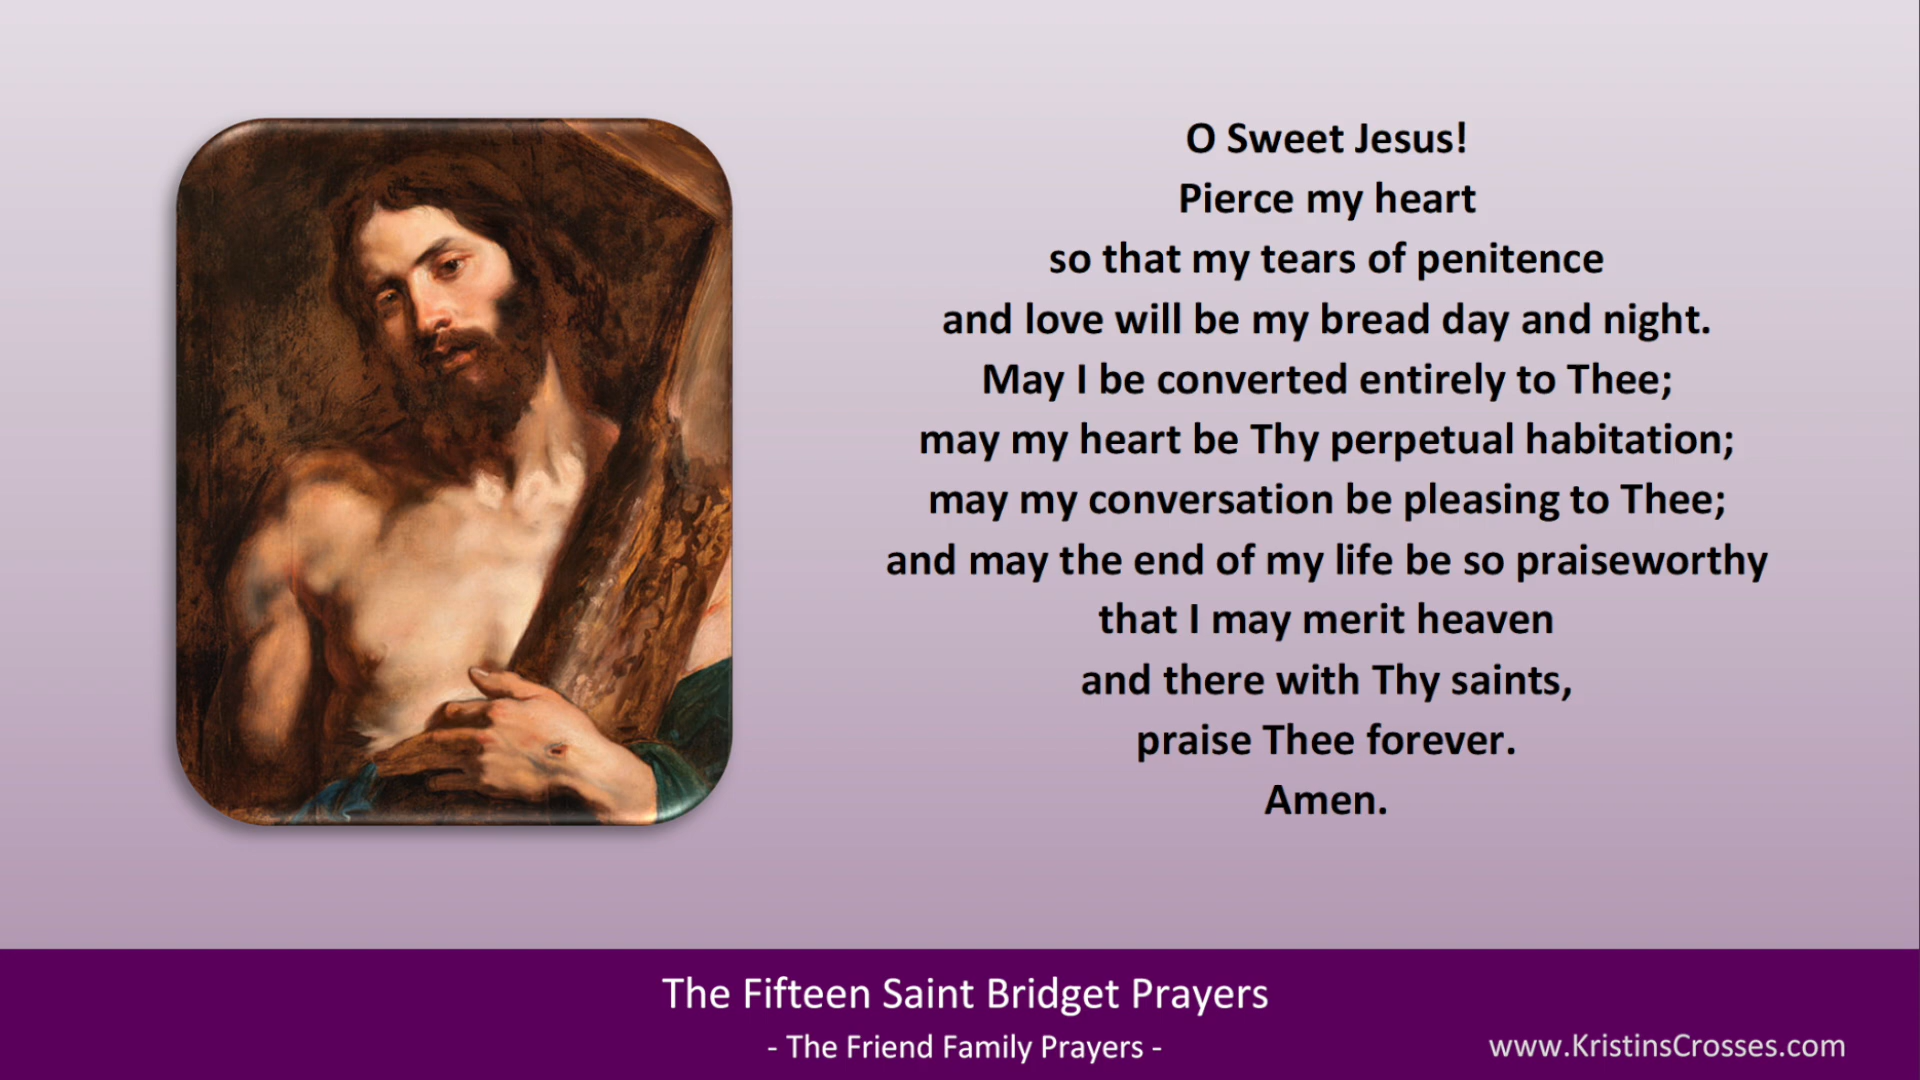 O Sweet Jesus!
Pierce my heart
so that my tears of penitence
and love will be my bread day and night.
May I be converted entirely to Thee;
may my heart be Thy perpetual habitation;
may my conversation be pleasing to Thee;
and may the end of my life be so praiseworthy
that I may merit heaven
and there with Thy saints,
praise Thee forever.
Amen.
The Fifteen Saint Bridget Prayers
- The Friend Family Prayers -
www.KristinsCrosses.com